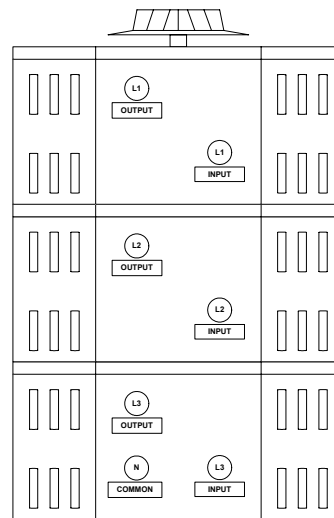 L1
OUTPUT
L1
INPUT
L2
OUTPUT
L2
INPUT
L3
OUTPUT
N L3
COMMON INPUT